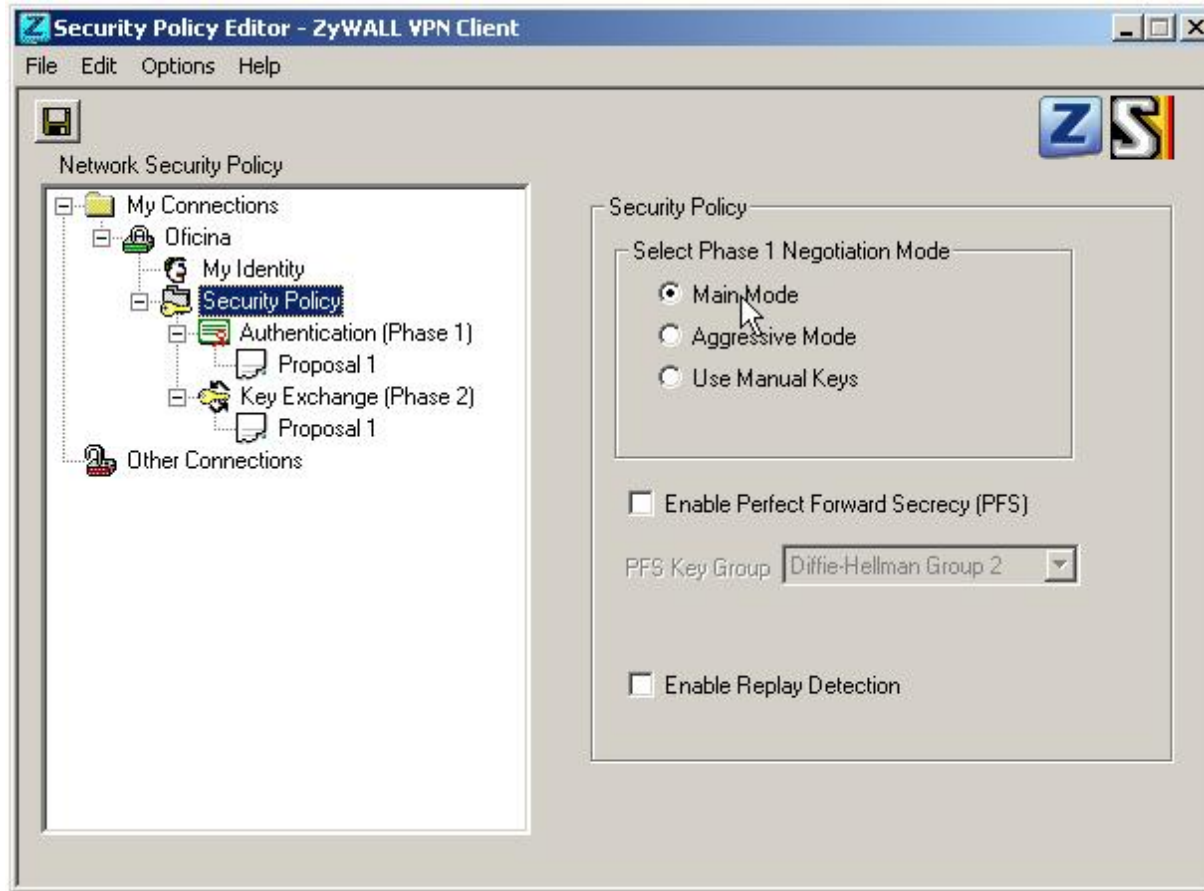 Security Policy Editor - ZyWALL VPN Client
File Edit Options Help
Z S
Network Security Policy
My Connections
Oficina
My Identity
Security Policy
Authentication (Phase 1)
Proposal 1
Key Exchange (Phase 2)
Proposal 1
Other Connections
Security Policy
Select Phase 1 Negotiation Mode
Main Mode
Aggressive Mode
Use Manual Keys
Enable Perfect Forward Secrecy (PFS)
PFS Key Group Diffie-Hellman Group 2
Enable Replay Detection